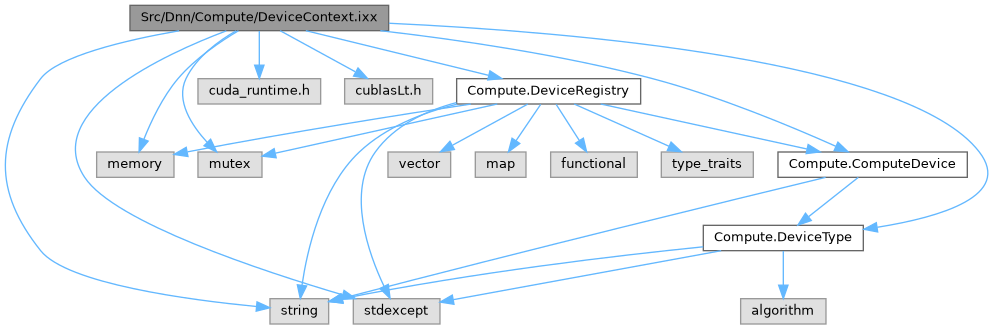 Src/Dnn/Compute/DeviceContext.ixx
cuda_runtime.h
cublasLt.h
Compute.DeviceRegistry
memory
mutex
vector
map
functional
type_traits
Compute.ComputeDevice
Compute.DeviceType
string
stdexcept
algorithm